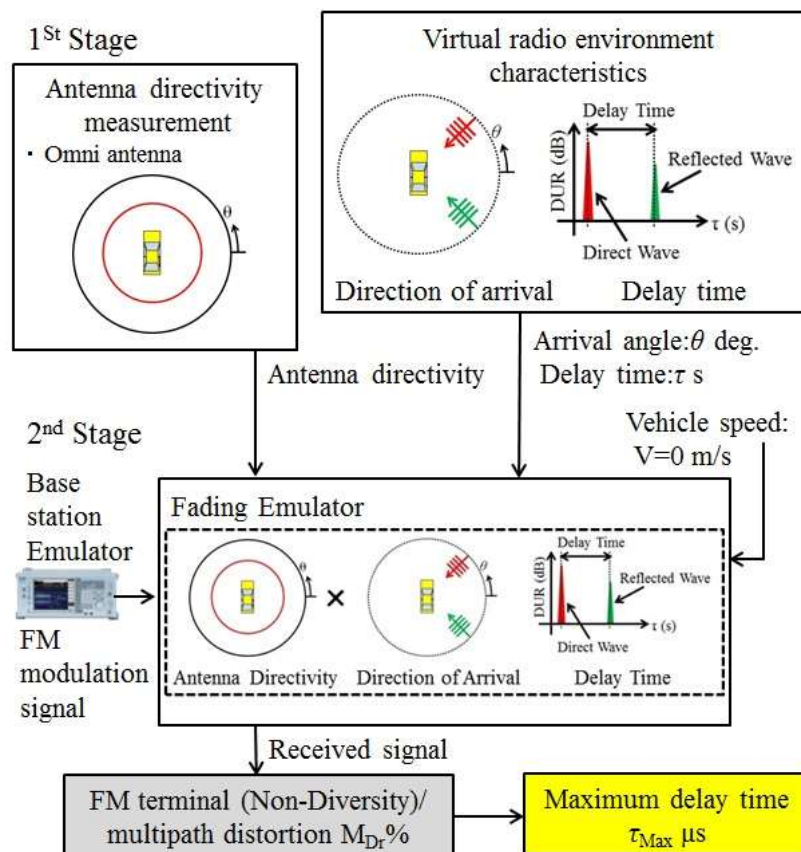 1St Stage
Antenna directivity
measurement
・ Omni antenna
θ
Virtual radio environment
characteristics
θ
Delay Time
DUR (dB)
Reflected Wave
τ (s)
Direct Wave
Direction of arrival
Delay time
Antenna directivity
Arrival angle:θ deg.
Delay time:τ s
2nd Stage
Vehicle speed:
V=0 m/s
Base
station
Emulator
FM
modulation
signal
Fading Emulator
θ
×
θ
Delay Time
DUR (dB)
Reflected Wave
τ (s)
Direct Wave
Antenna Directivity
Direction of Arrival
Delay Time
Received signal
FM terminal (Non-Diversity)/
multipath distortion MDr%
Maximum delay time
τMax μs